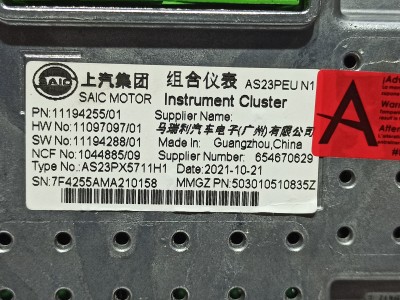 SAIC 上汽集团 组合仪表 AS23PEU N1
SAIC MOTOR Instrument Cluster
PN:11194255/01 Supplier Name:
HW No:11097097/01 马瑞利汽车电子(广州)有限公司
SW No:11194288/01 Made in: Guangzhou,China
NCF No:1044885/09 Supplier Number: 654670629
Type No:AS23PX5711H1 Date:2021-10-21
SN:7F4255AMA210158 MMGZ PN:503010510835Z
A